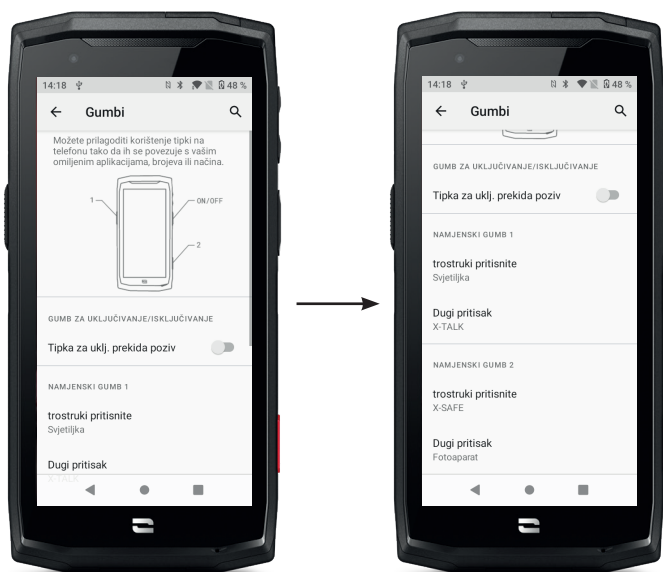 14:18 48 %
Gumbi
Možete prilagoditi korištenje tipki na
telefonu tako da ih se povezuje s vašim
omiljenim aplikacijama, brojeva ili načina.
1 ON/OFF
2
GUMB ZA UKLJUČIVANJE/ISKLJUČIVANJE
Tipka za uklj. prekida poziv
NAMJENSKI GUMB 1
trostruki pritisnite
Svjetiljka
Dugi pritisak
X-TALK
14:18 48 %
Gumbi
GUMB ZA UKLJUČIVANJE/ISKLJUČIVANJE
Tipka za uklj. prekida poziv
NAMJENSKI GUMB 1
trostruki pritisnite
Svjetiljka
Dugi pritisak
X-TALK
NAMJENSKI GUMB 2
trostruki pritisnite
X-SAFE
Dugi pritisak
Fotoaparat